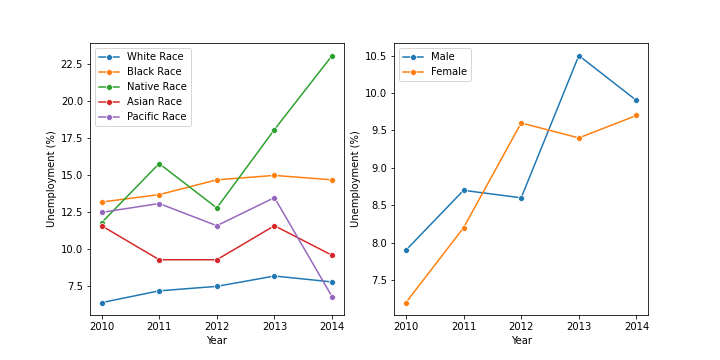 White Race
Black Race
Native Race
Asian Race
Pacific Race
22.5
20.0
17.5
15.0
12.5
10.0
7.5
Unemployment (%)
2010 2011 2012 2013 2014
Year
Male
Female
10.5
10.0
9.5
9.0
8.5
8.0
7.5
Unemployment (%)
2010 2011 2012 2013 2014
Year